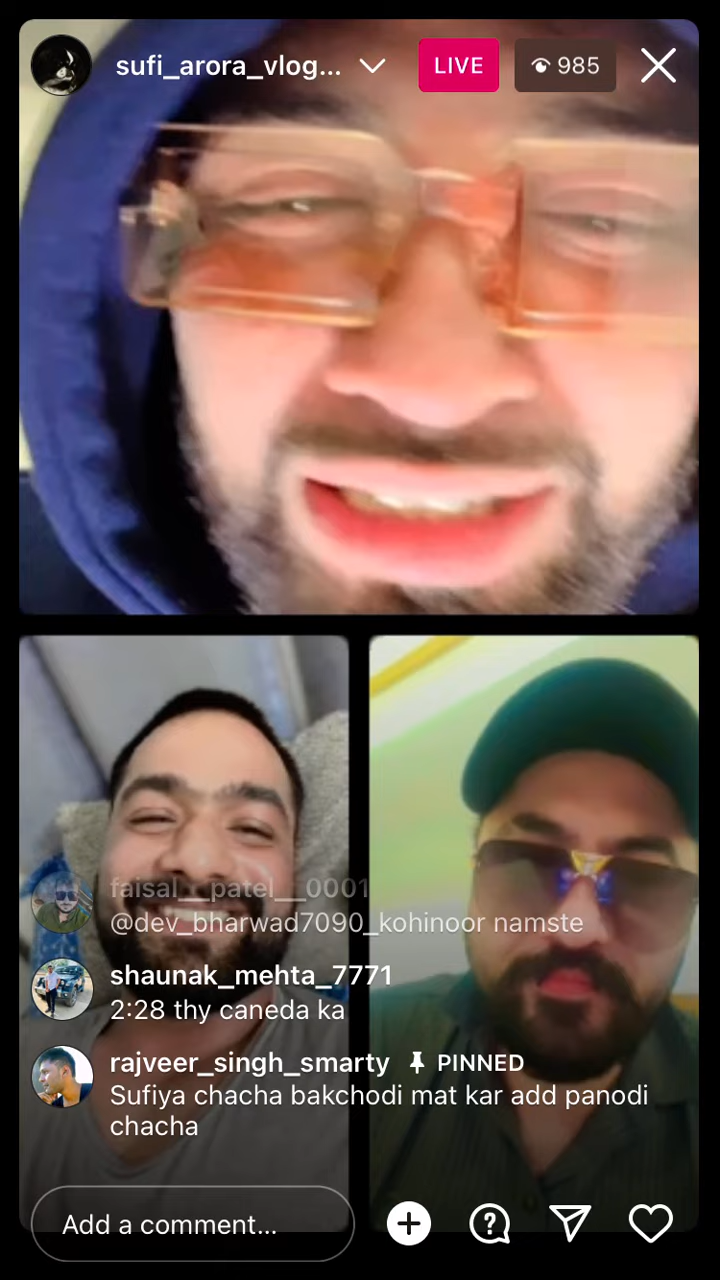 sufi_arora_vlog...
LIVE
985
faisal__patel__0001
@dev_bharwad7090_kohinoor namste
shaunak_mehta_7771
2:28 thy caneda ka
rajveer_singh_smarty PINNED
Sufiya chacha bakchodi mat kar add panodi
chacha
Add a comment...